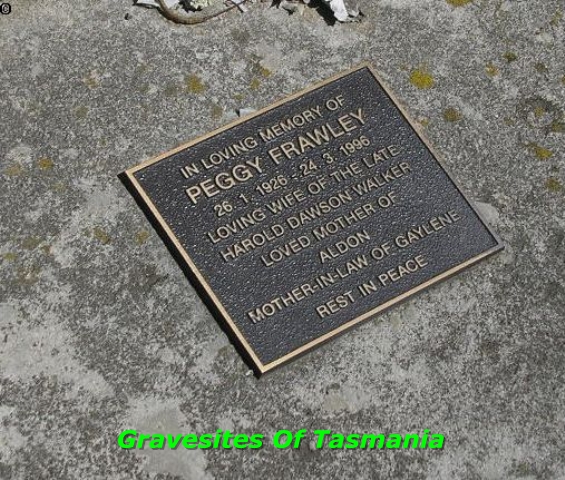 IN LOVING MEMORY OF
PEGGY FRAWLEY
26. 1. 1926 - 24. 3. 1996
LOVING WIFE OF THE LATE
HAROLD DAWSON WALKER
LOVED MOTHER OF
ALDON
MOTHER-IN-LAW OF GAYLENE
REST IN PEACE
Gravesites Of Tasmania